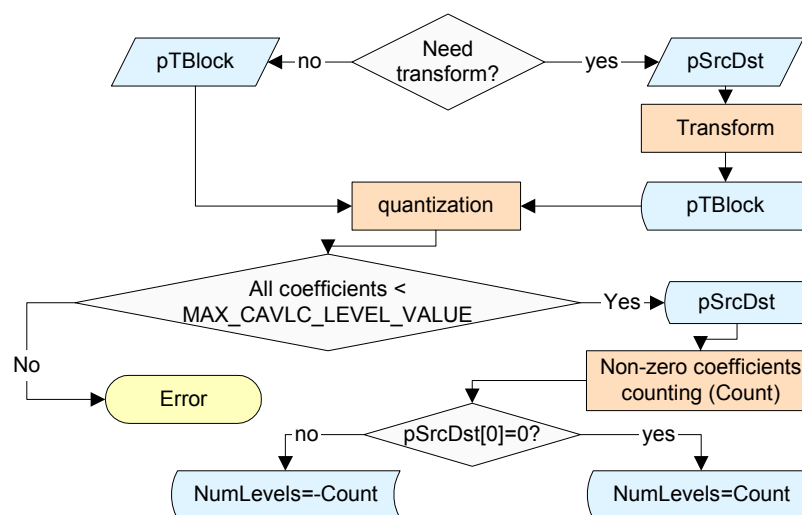 Need
transform?
pTBlock
no
yes
pSrcDst
Transform
quantization
pTBlock
All coefficients <
MAX_CAVLC_LEVEL_VALUE
Yes
pSrcDst
No
Error
Non-zero coefficients
counting (Count)
pSrcDst[0]=0?
no
yes
NumLevels=-Count
NumLevels=Count